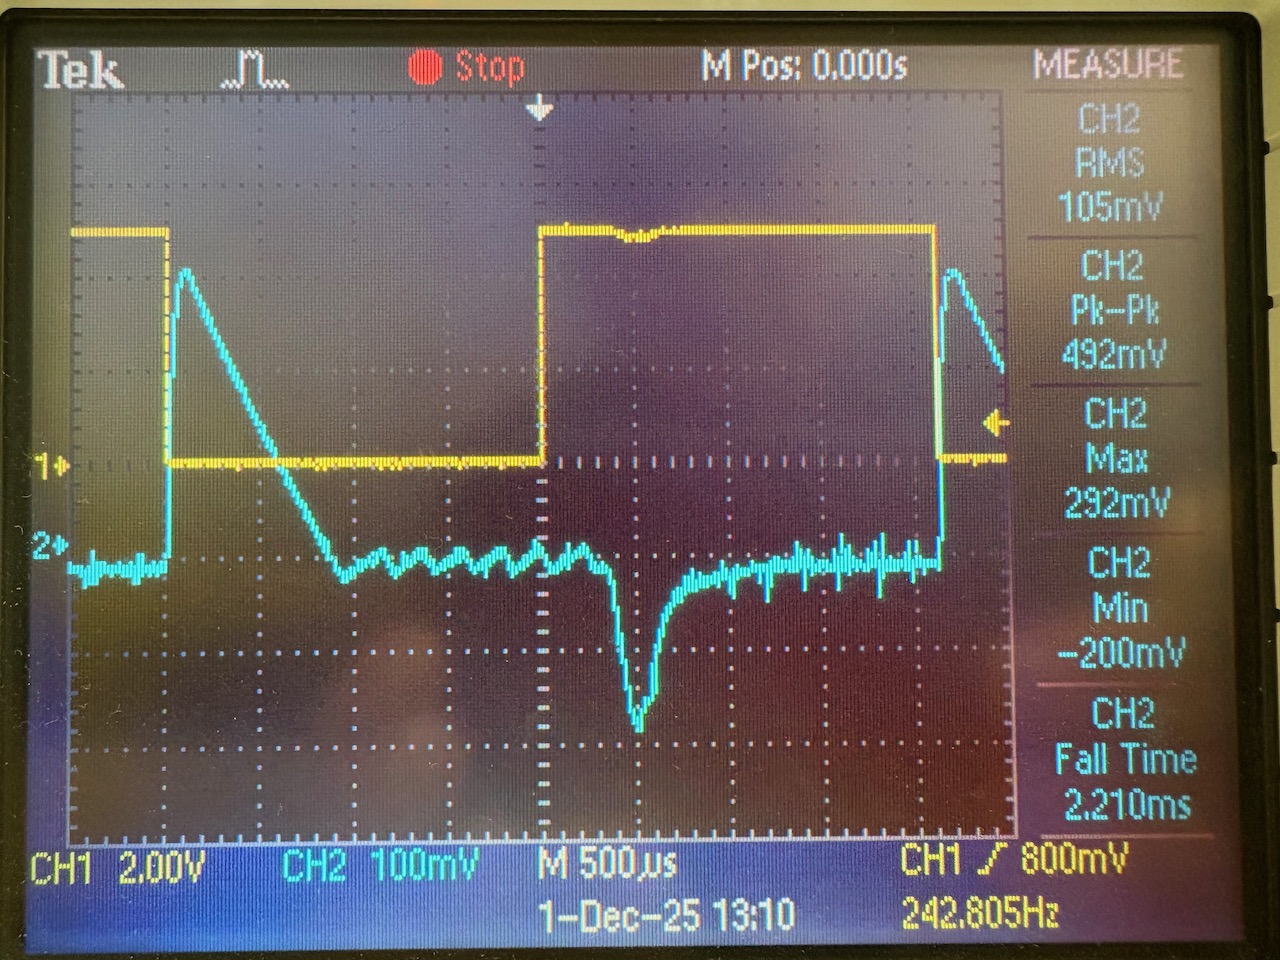 Tek Stop M Pos: 0.000s MEASURE
CH2
RMS
105mV
CH2
Pk-Pk
492mV
CH2
Max
292mV
CH2
Min
-200mV
CH2
Fall Time
2.210ms
1
2
CH1 2.00V CH2 100mV M 500µs CH1 800mV
1-Dec-25 13:10 242.805Hz